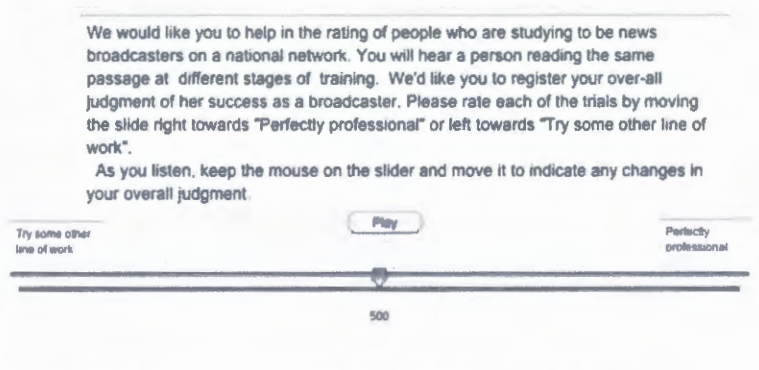 We would like you to help in the rating of people who are studying to be news
broadcasters on a national network. You will hear a person reading the same
passage at different stages of training. We'd like you to register your over-all
judgment of her success as a broadcaster. Please rate each of the trials by moving
the slide right towards "Perfectly professional" or left towards "Try some other line of
work".
As you listen, keep the mouse on the slider and move it to indicate any changes in
your overall judgment.
Play
Try some other
line of work
Perfectly
professional
500